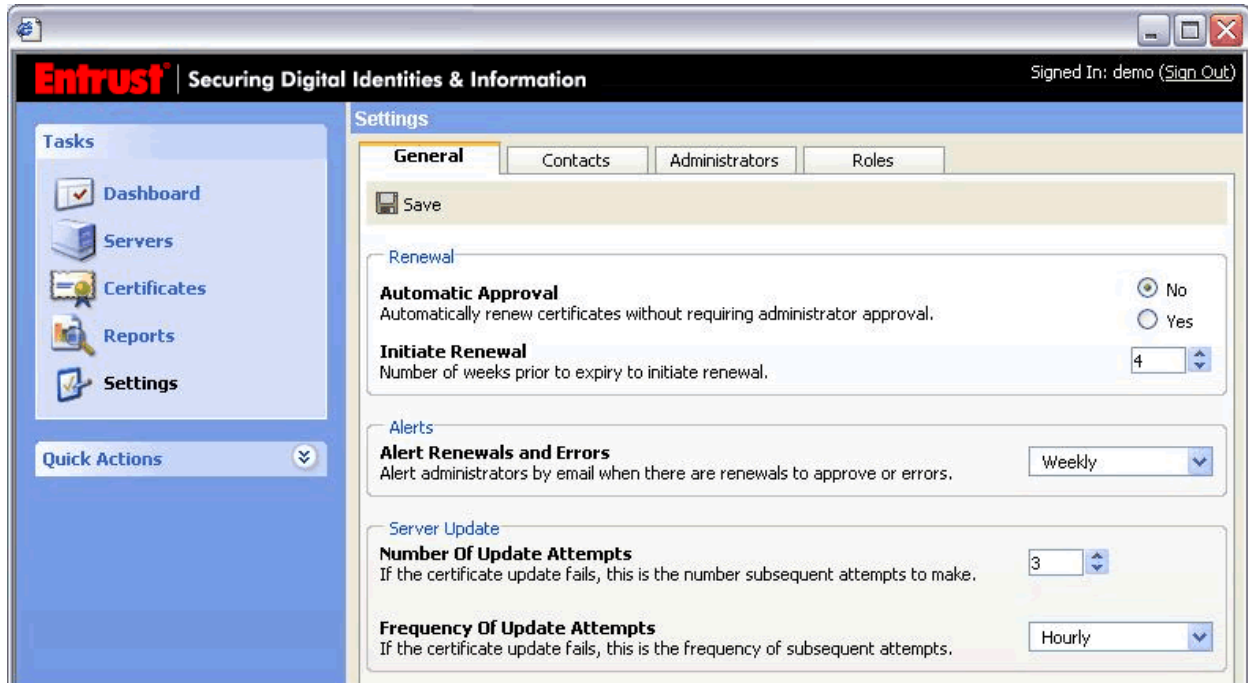 Entrust® Securing Digital Identities & Information
Signed In: demo (Sign Out)
Tasks
Dashboard
Servers
Certificates
Reports
Settings
Quick Actions
Settings
General Contacts Administrators Roles
Save
Renewal
Automatic Approval
Automatically renew certificates without requiring administrator approval.
No
Yes
Initiate Renewal
Number of weeks prior to expiry to initiate renewal.
4
Alerts
Alert Renewals and Errors
Alert administrators by email when there are renewals to approve or errors.
Weekly
Server Update
Number Of Update Attempts
If the certificate update fails, this is the number subsequent attempts to make.
3
Frequency Of Update Attempts
If the certificate update fails, this is the frequency of subsequent attempts.
Hourly